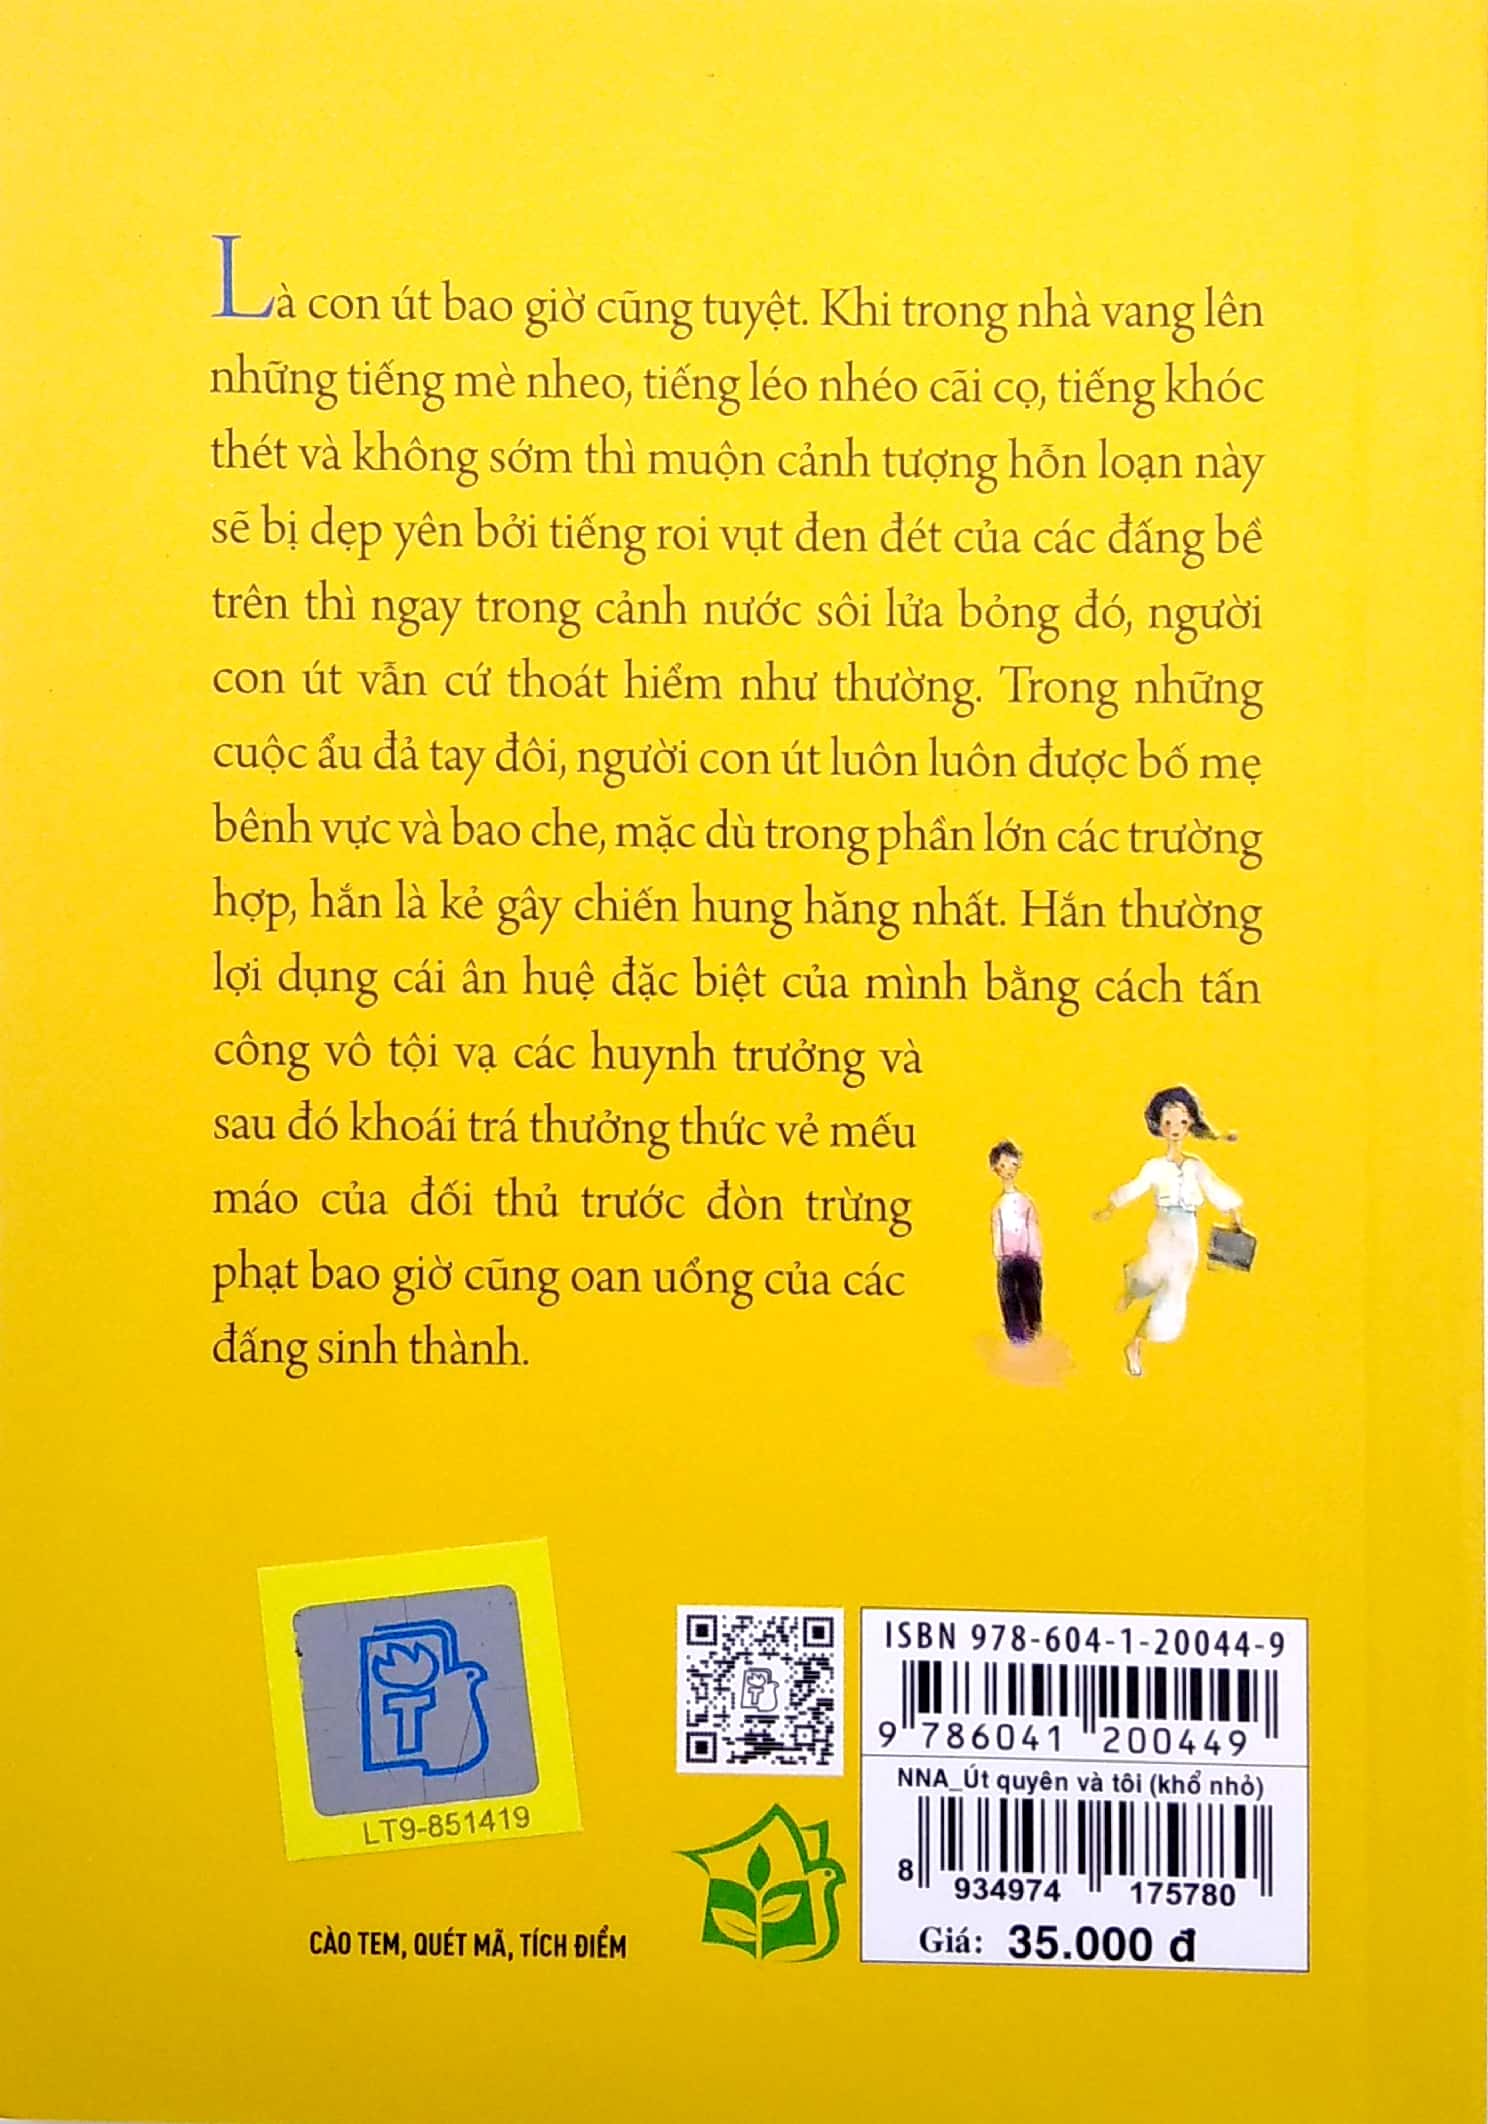 Là con út bao giờ cũng tuyệt. Khi trong nhà vang lên
những tiếng mè nheo, tiếng léo nhéo cãi cọ, tiếng khóc
thét và không sớm thì muộn cảnh tượng hỗn loạn này
sẽ bị dẹp yên bởi tiếng roi vụt đen đét của các đấng bề
trên thì ngay trong cảnh nước sôi lửa bỏng đó, người
con út vẫn cứ thoát hiểm như thường. Trong những
cuộc ẩu đả tay đôi, người con út luôn luôn được bố mẹ
bênh vực và bao che, mặc dù trong phần lớn các trường
hợp, hắn là kẻ gây chiến hung hăng nhất. Hắn thường
lợi dụng cái ân huệ đặc biệt của mình bằng cách tấn
công vô tội vạ các huynh trưởng và
sau đó khoái trá thưởng thức vẻ mếu
máo của đối thủ trước đòn trừng
phạt bao giờ cũng oan uổng của các
đấng sinh thành.
T
LT9-851419
CÀO TEM, QUÉT MÃ, TÍCH ĐIỂM
T
ISBN 978-604-1-20044-9
9 786041 200449
NNA_Út quyên và tôi (khổ nhỏ)
8 934974 175780
Giá: 35.000 đ